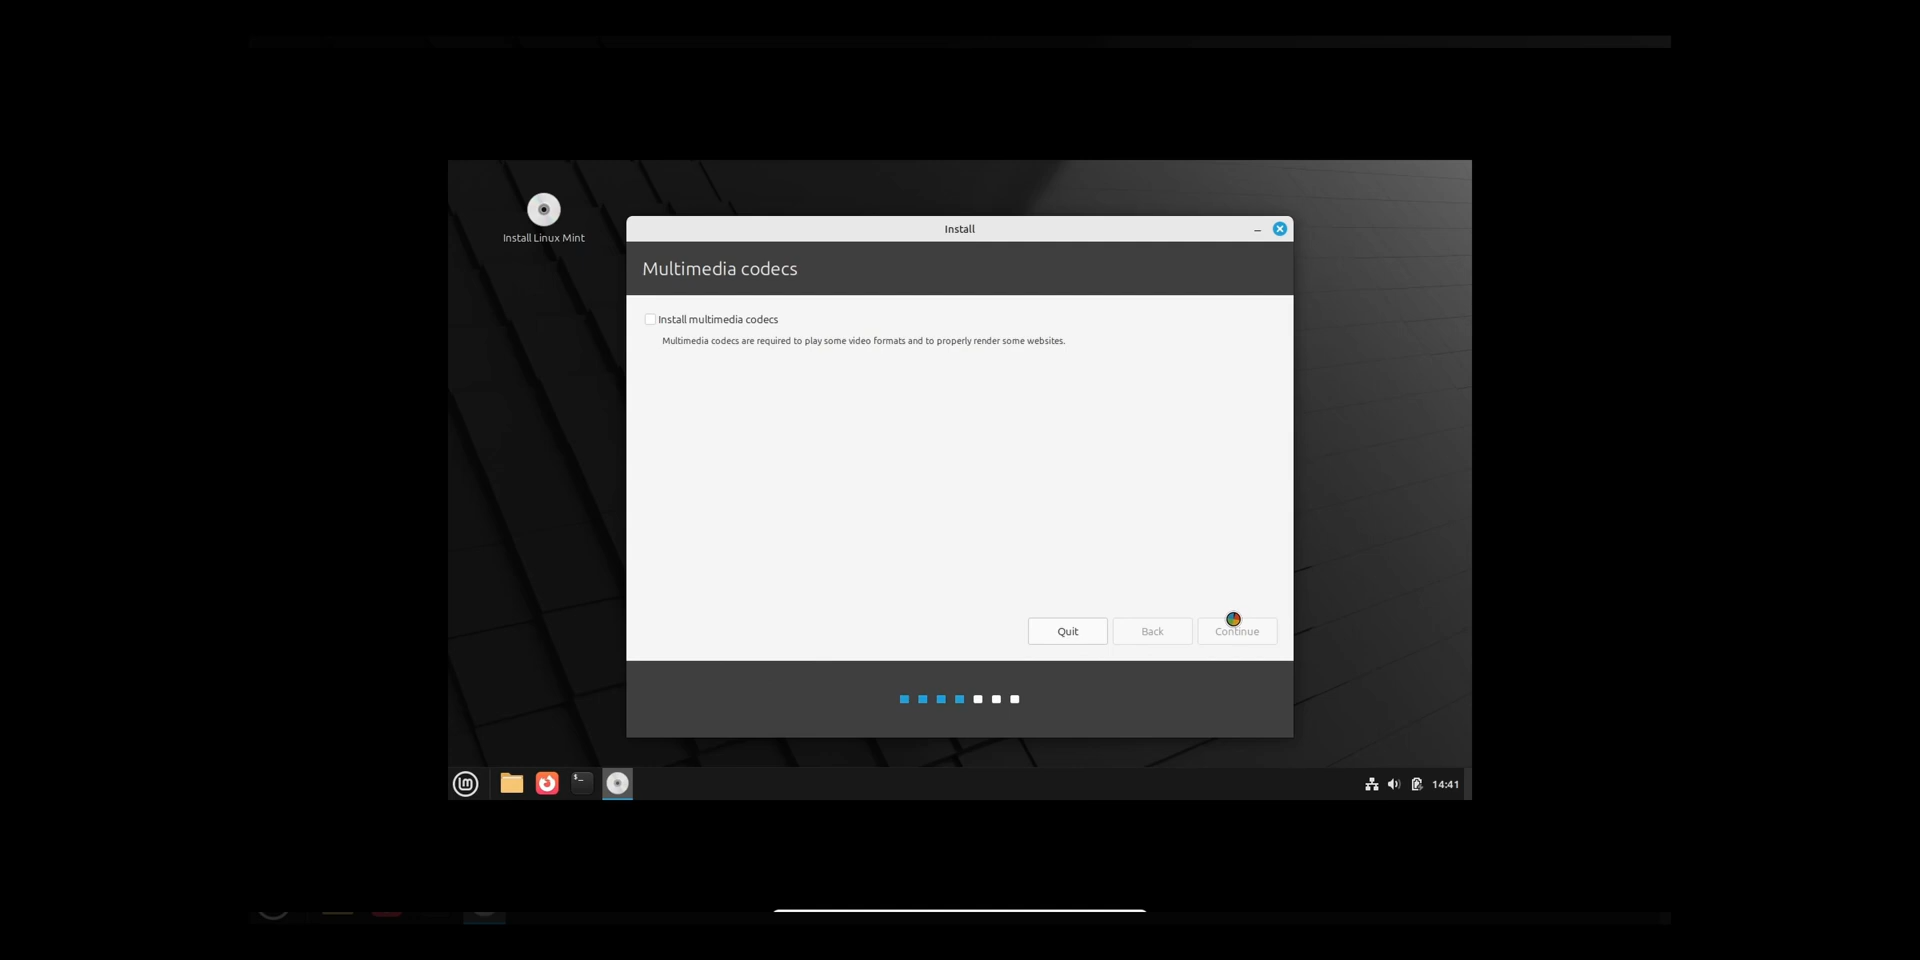 Install Linux Mint
Install
Multimedia codecs
Install multimedia codecs
Multimedia codecs are required to play some video formats and to properly render some websites.
Quit
Back
Continue
$_
14:41